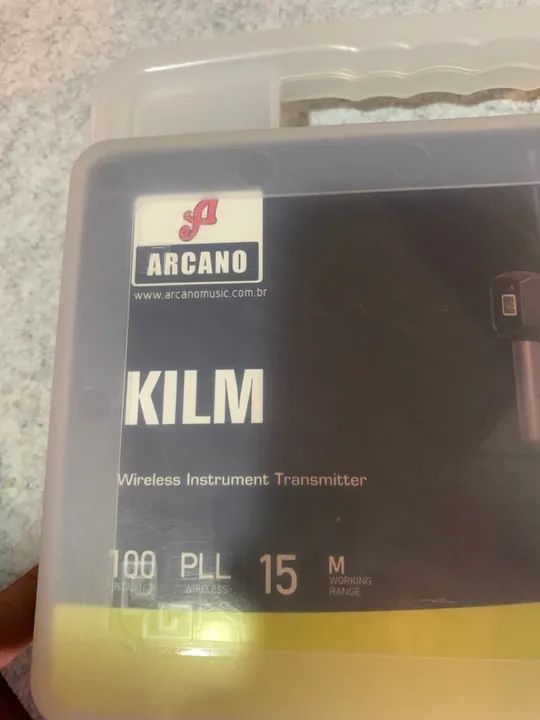 ARCANO
www.arcanomusic.com.br
KILM
Wireless Instrument Transmitter
100 PLL WIRELESS 15 M WORKING RANGE